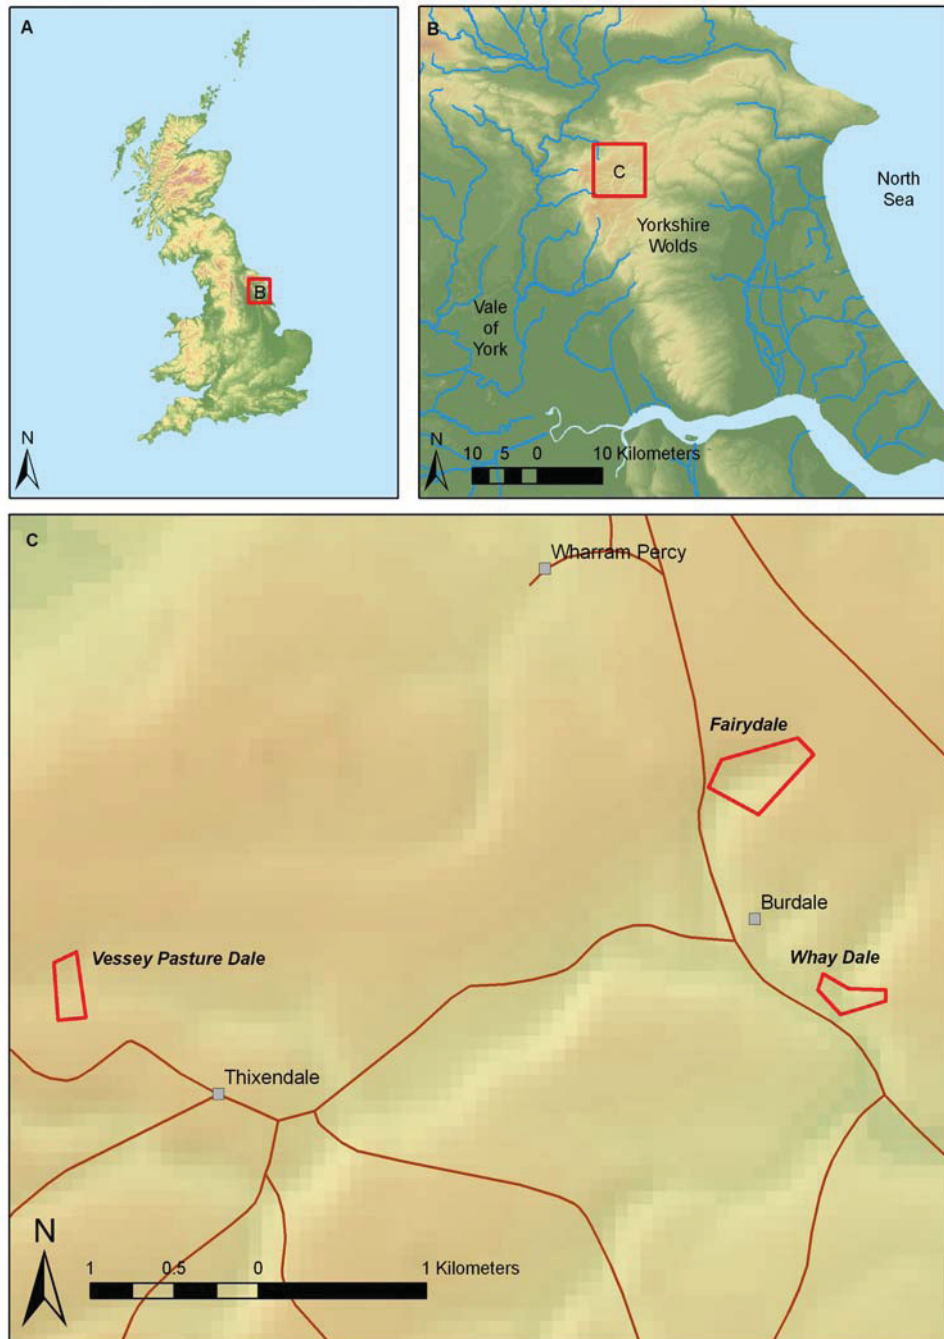 A
B
N
B
C
North
Sea
Yorkshire
Wolds
Vale
of
York
N
10 5 0 10 Kilometers
C
Wharram Percy
Fairydale
Burdale
Vessey Pasture Dale
Whay Dale
Thixendale
N
1 0.5 0 1 Kilometers